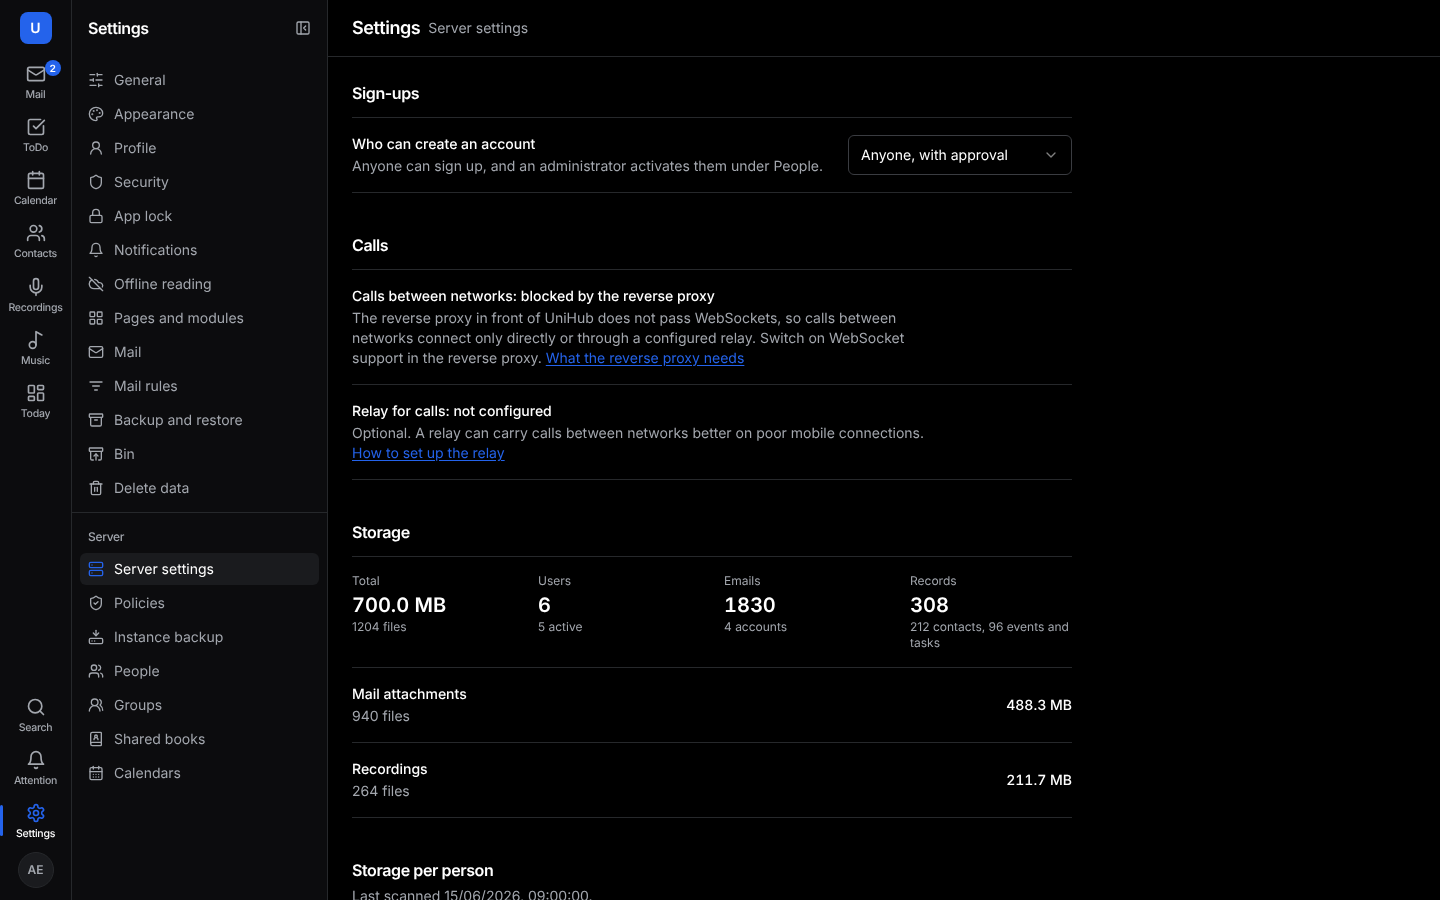 U
2
Mail
ToDo
Calendar
Contacts
Recordings
Music
Today
Search
Attention
Settings
AE
Settings
General
Appearance
Profile
Security
App lock
Notifications
Offline reading
Pages and modules
Mail
Mail rules
Backup and restore
Bin
Delete data
Server
Server settings
Policies
Instance backup
People
Groups
Shared books
Calendars
Settings Server settings
Sign-ups
Who can create an account
Anyone can sign up, and an administrator activates them under People.
Anyone, with approval
Calls
Calls between networks: blocked by the reverse proxy
The reverse proxy in front of UniHub does not pass WebSockets, so calls between
networks connect only directly or through a configured relay. Switch on WebSocket
support in the reverse proxy. What the reverse proxy needs
Relay for calls: not configured
Optional. A relay can carry calls between networks better on poor mobile connections.
How to set up the relay
Storage
Total
700.0 MB
1204 files
Users
6
5 active
Emails
1830
4 accounts
Records
308
212 contacts, 96 events and
tasks
Mail attachments
940 files
488.3 MB
Recordings
264 files
211.7 MB
Storage per person
Last scanned 15/06/2026, 09:00:00.